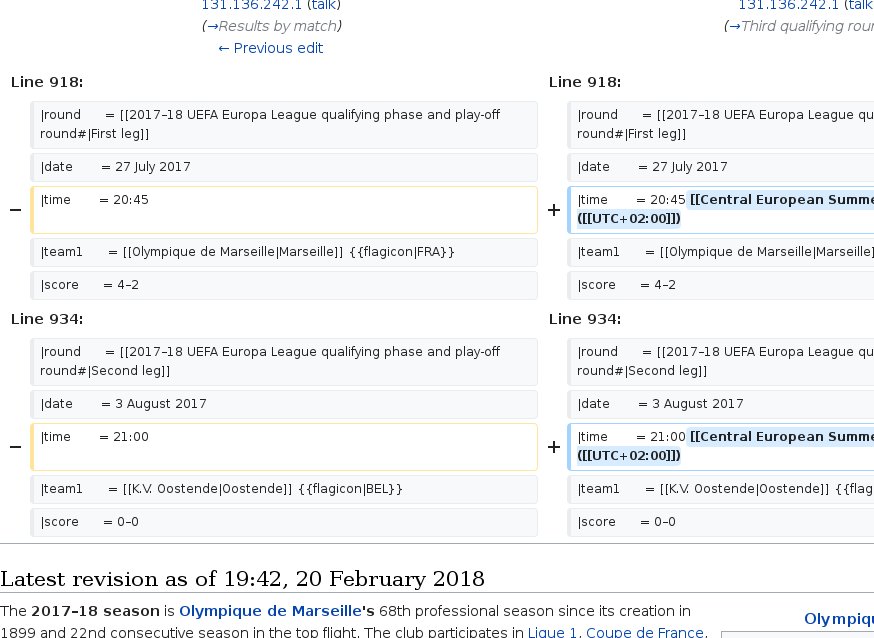 131.136.242.1 (talk)
(→Results by match)
← Previous edit
131.136.242.1 (talk
(→Third qualifying rou
Line 918:
Line 918:
|round = [[2017–18 UEFA Europa League qualifying phase and play-off
round#|First leg]]
|round = [[2017–18 UEFA Europa League qu
round#|First leg]]
|date = 27 July 2017
|date = 27 July 2017
− |time = 20:45
+ |time = 20:45 [[Central European Summe
([[UTC+02:00]])
|team1 = [[Olympique de Marseille|Marseille]] {{flagicon|FRA}}
|team1 = [[Olympique de Marseille|Marseille]
|score = 4–2
|score = 4–2
Line 934:
Line 934:
|round = [[2017–18 UEFA Europa League qualifying phase and play-off
round#|Second leg]]
|round = [[2017–18 UEFA Europa League qu
round#|Second leg]]
|date = 3 August 2017
|date = 3 August 2017
− |time = 21:00
+ |time = 21:00 [[Central European Summe
([[UTC+02:00]])
|team1 = [[K.V. Oostende|Oostende]] {{flagicon|BEL}}
|team1 = [[K.V. Oostende|Oostende]] {{flag
|score = 0–0
|score = 0–0
Latest revision as of 19:42, 20 February 2018
The 2017–18 season is Olympique de Marseille's 68th professional season since its creation in
1899 and 22nd consecutive season in the top flight. The club participates in Ligue 1, Coupe de France,
Olympiq